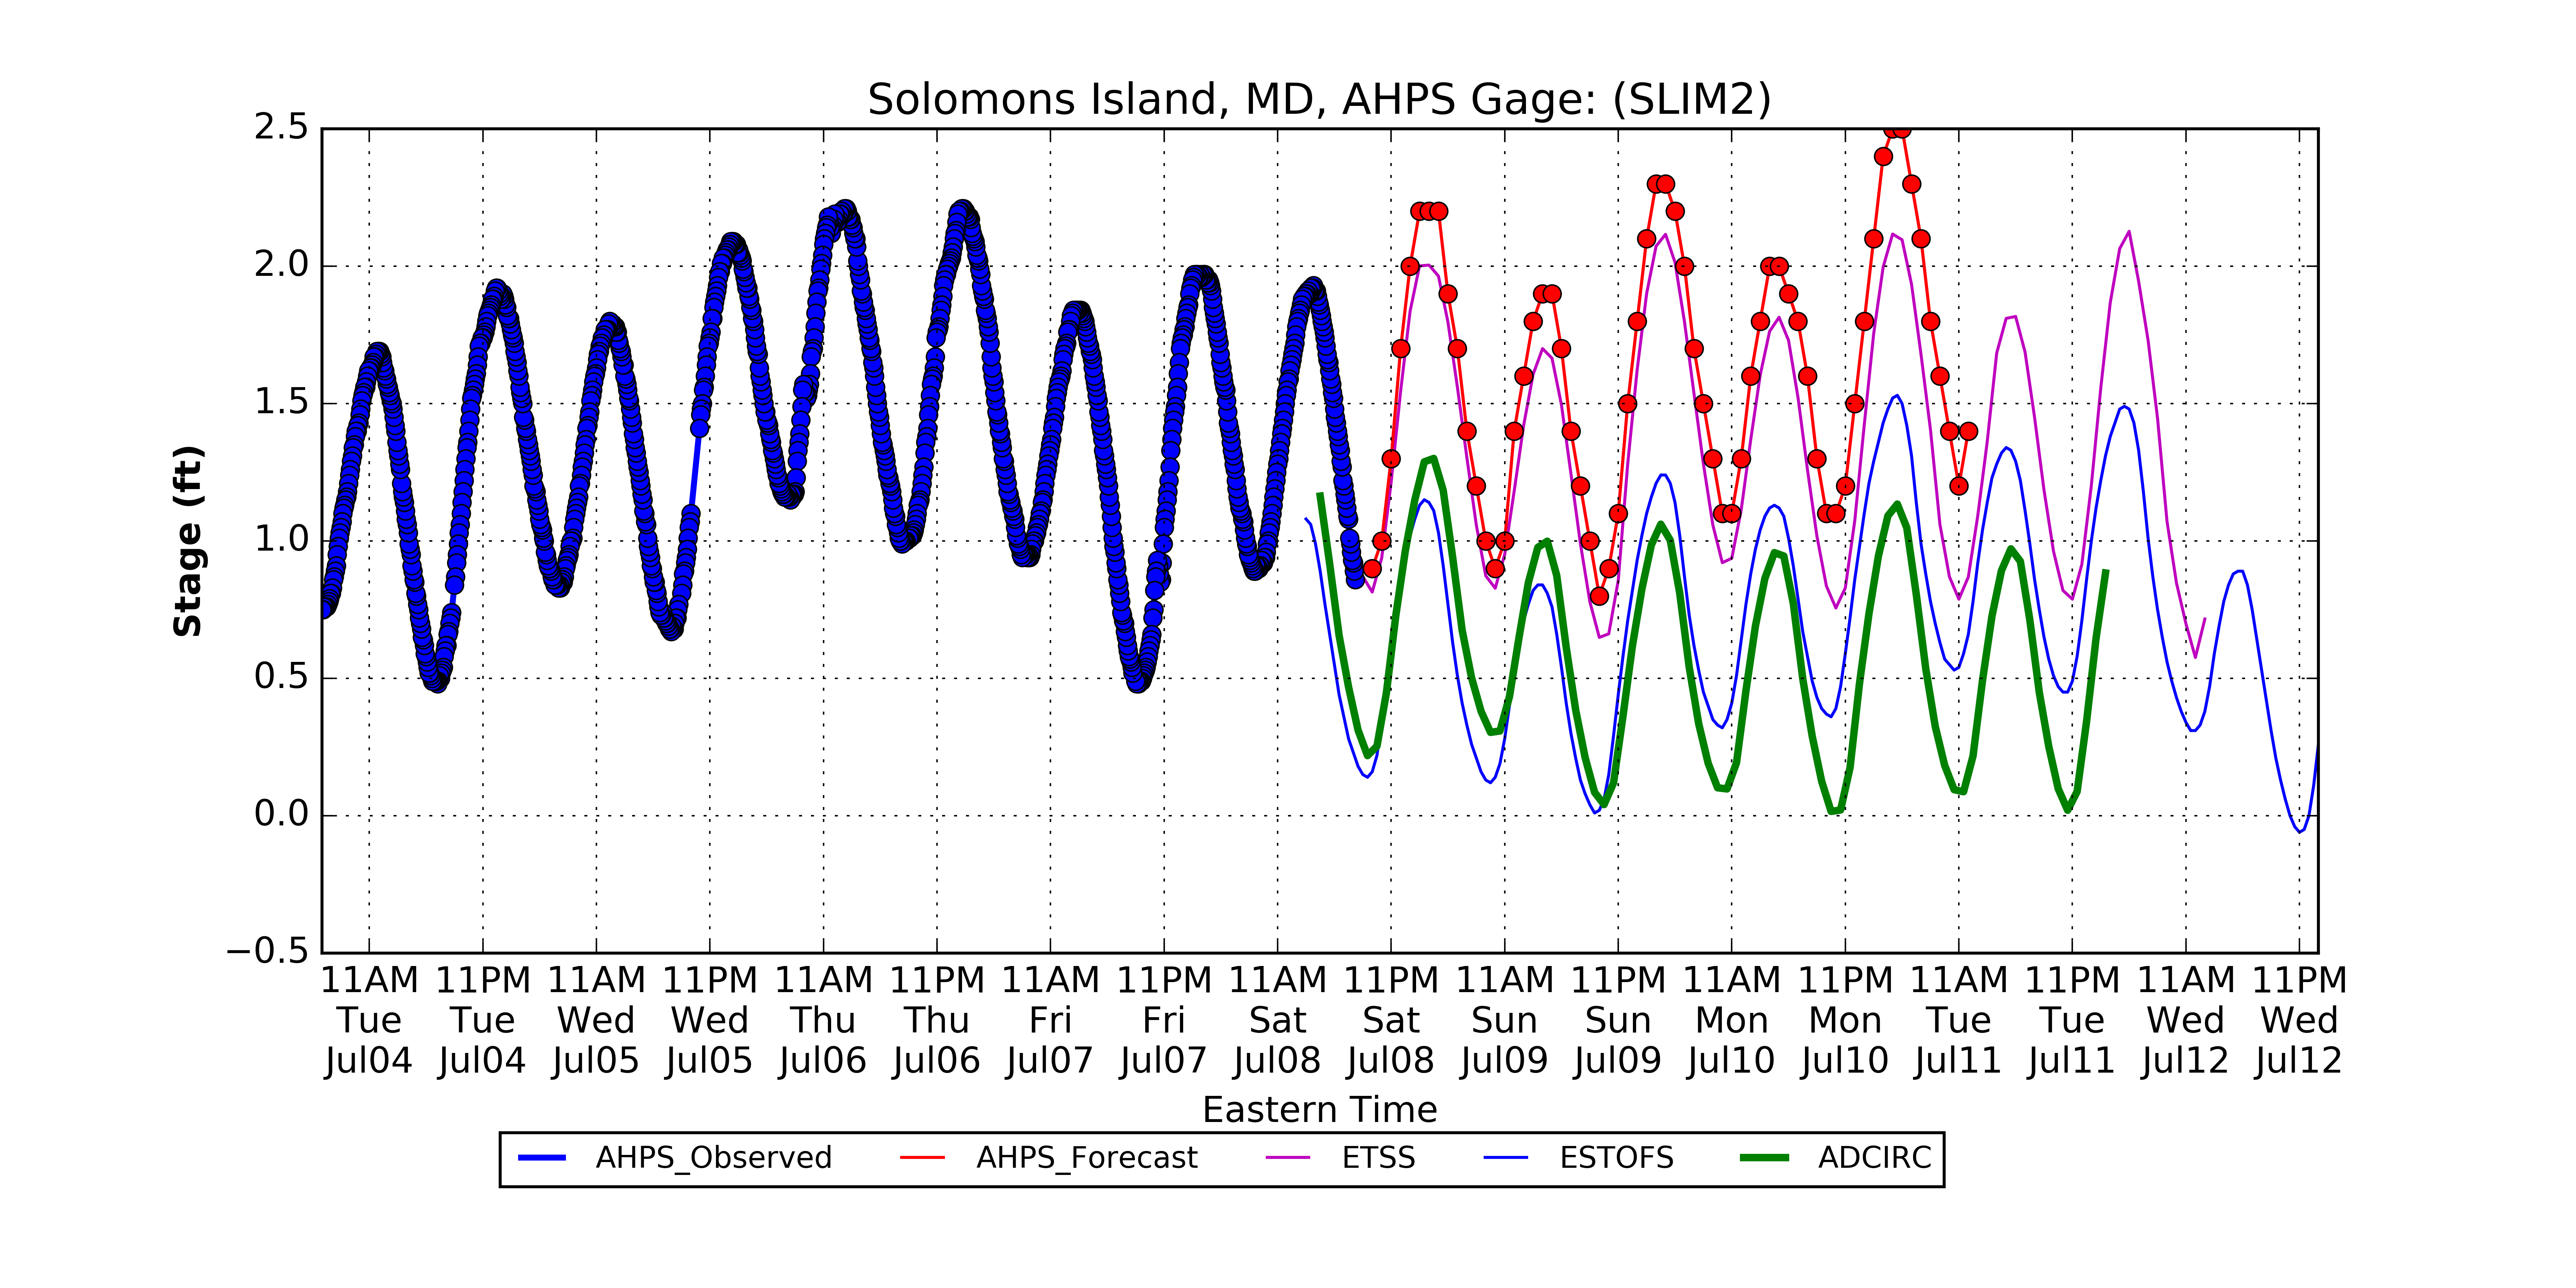 Solomons Island, MD, AHPS Gage: (SLIM2)
2.5
2.0
1.5
1.0
0.5
0.0
−0.5
Stage (ft)
11AM 11PM 11AM 11PM 11AM 11PM 11AM 11PM 11AM 11PM 11AM 11PM 11AM 11PM 11AM 11PM 11AM 11PM
Tue Tue Wed Wed Thu Thu Fri Fri Sat Sat Sun Sun Mon Mon Tue Tue Wed Wed
Jul04 Jul04 Jul05 Jul05 Jul06 Jul06 Jul07 Jul07 Jul08 Jul08 Jul09 Jul09 Jul10 Jul10 Jul11 Jul11 Jul12 Jul12
Eastern Time
AHPS_Observed AHPS_Forecast ETSS ESTOFS ADCIRC